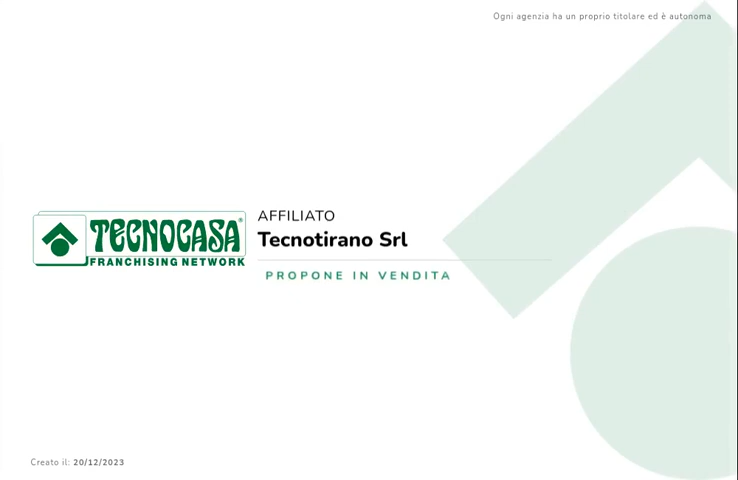 Ogni agenzia ha un proprio titolare ed è autonoma
TECNOCASA®
FRANCHISING NETWORK
AFFILIATO
Tecnotirano Srl
PROPONE IN VENDITA
Creato il: 20/12/2023